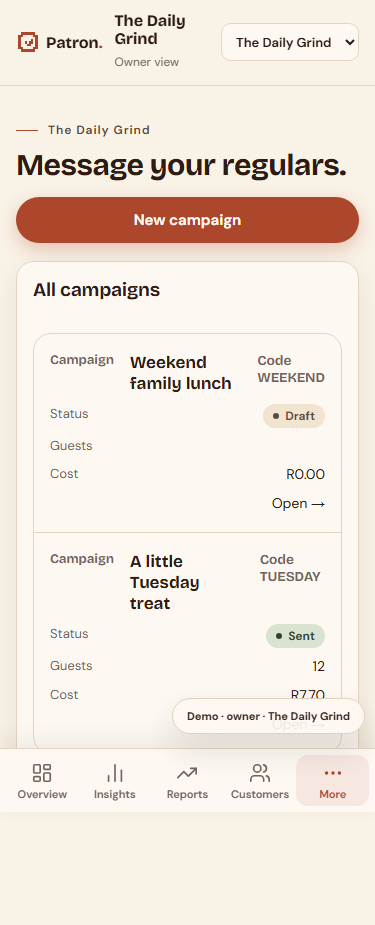 Patron.
The Daily
Grind
Owner view
The Daily Grind
The Daily Grind
Message your regulars.
New campaign
All campaigns
Campaign
Weekend
family lunch
Code
WEEKEND
Status
Draft
Guests
Cost
R0.00
Open →
Campaign
A little
Tuesday
treat
Code
TUESDAY
Status
Sent
Guests
12
Cost
R7.70
Demo · owner · The Daily Grind
Open →
Overview
Insights
Reports
Customers
More